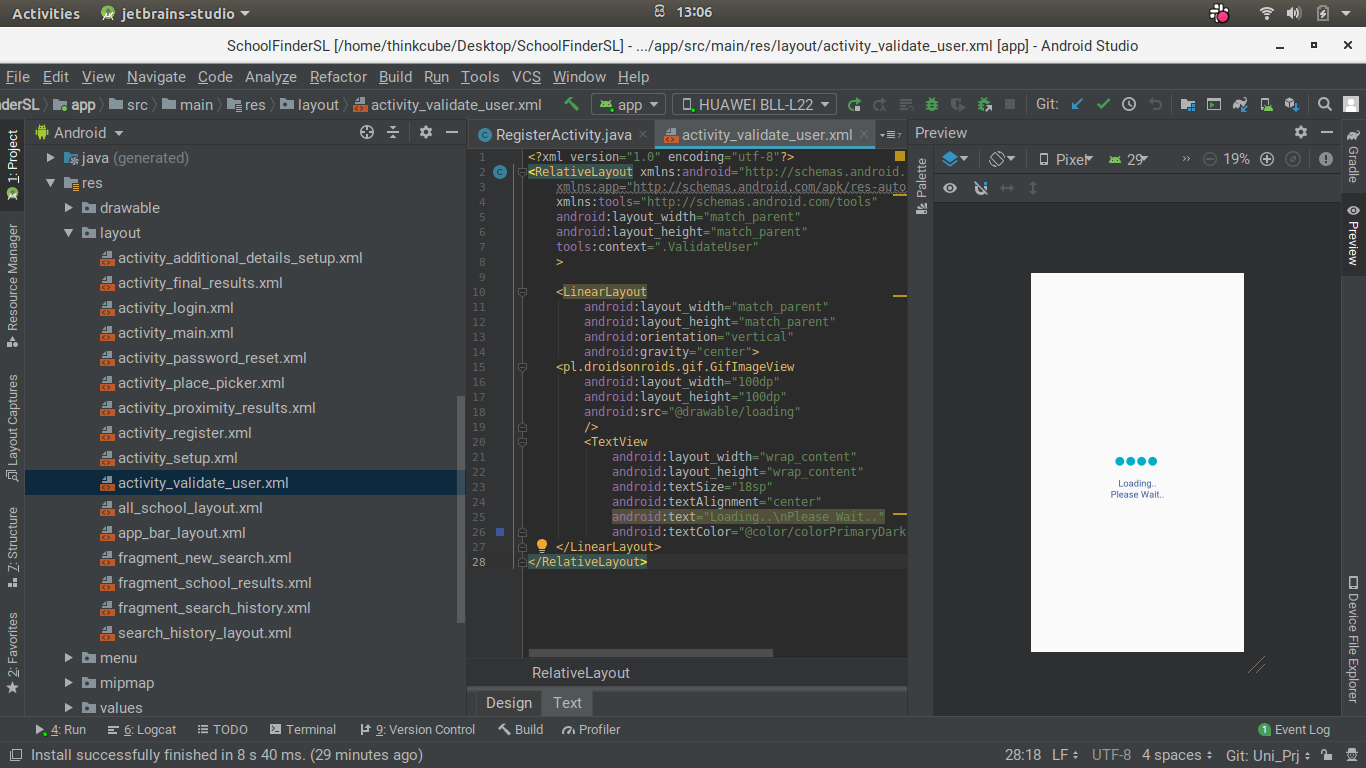 Activities
jetbrains-studio
13:06
SchoolFinderSL [/home/thinkcube/Desktop/SchoolFinderSL] - .../app/src/main/res/layout/activity_validate_user.xml [app] - Android Studio
File Edit View Navigate Code Analyze Refactor Build Run Tools VCS Window Help
nderSL app src main res layout activity_validate_user.xml
app
HUAWEI BLL-L22
Git:
1: Project
Resource Manager
Layout Captures
7: Structure
2: Favorites
Android
java (generated)
res
drawable
layout
activity_additional_details_setup.xml
activity_final_results.xml
activity_login.xml
activity_main.xml
activity_password_reset.xml
activity_place_picker.xml
activity_proximity_results.xml
activity_register.xml
activity_setup.xml
activity_validate_user.xml
all_school_layout.xml
app_bar_layout.xml
fragment_new_search.xml
fragment_school_results.xml
fragment_search_history.xml
search_history_layout.xml
menu
mipmap
values
RegisterActivity.java
activity_validate_user.xml
7
1 <?xml version="1.0" encoding="utf-8"?>
2 <RelativeLayout xmlns:android="http://schemas.android.
3 xmlns:app="http://schemas.android.com/apk/res-auto
4 xmlns:tools="http://schemas.android.com/tools"
5 android:layout_width="match_parent"
6 android:layout_height="match_parent"
7 tools:context=".ValidateUser"
8 >
9
10 <LinearLayout
11 android:layout_width="match_parent"
12 android:layout_height="match_parent"
13 android:orientation="vertical"
14 android:gravity="center">
15 <pl.droidsonroids.gif.GifImageView
16 android:layout_width="100dp"
17 android:layout_height="100dp"
18 android:src="@drawable/loading"
19 />
20 <TextView
21 android:layout_width="wrap_content"
22 android:layout_height="wrap_content"
23 android:textSize="18sp"
24 android:textAlignment="center"
25 android:text="Loading..\nPlease Wait.."
26 android:textColor="@color/colorPrimaryDark
27 </LinearLayout>
28 </RelativeLayout>
RelativeLayout
Design
Text
Preview
Palette
Pixel
29
19%
Loading..
Please Wait..
Gradle
Preview
Device File Explorer
4: Run
6: Logcat
TODO
Terminal
9: Version Control
Build
Profiler
1 Event Log
Install successfully finished in 8 s 40 ms. (29 minutes ago)
28:18
LF
UTF-8
4 spaces
Git: Uni_Prj